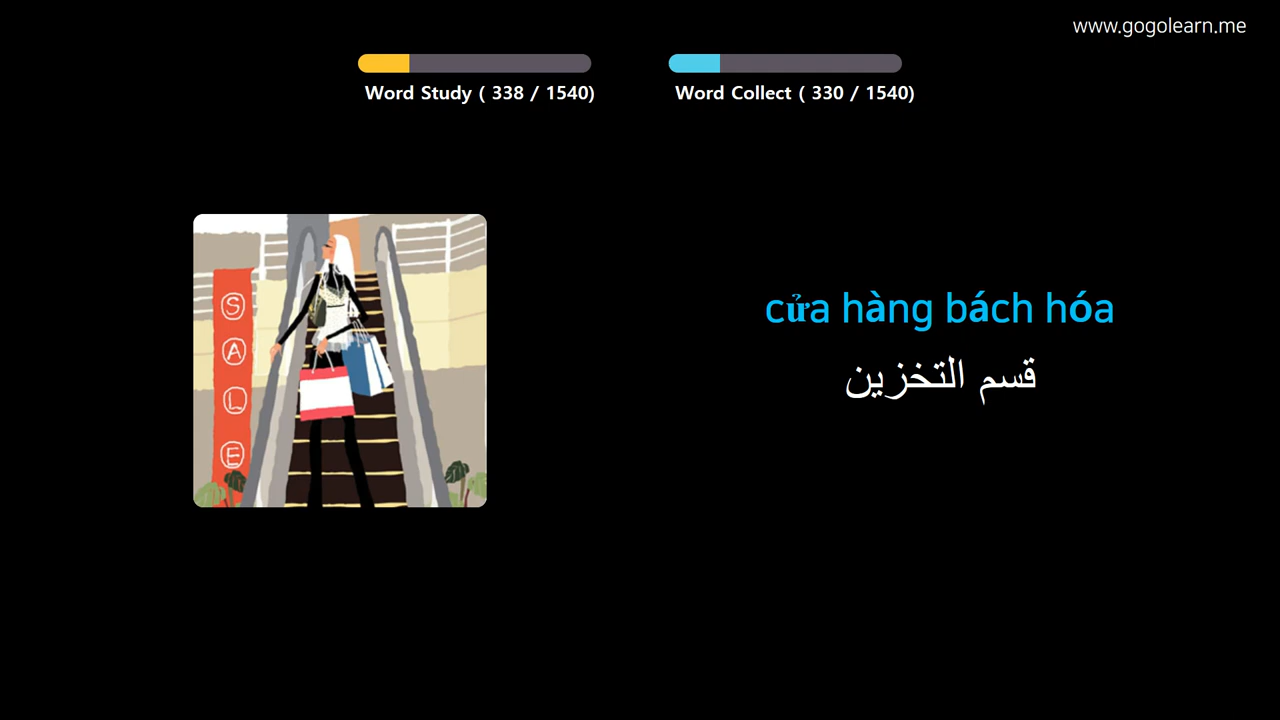 www.gogolearn.me
Word Study ( 338 / 1540)
Word Collect ( 330 / 1540)
S
A
L
E
cửa hàng bách hóa
قسم التخزين